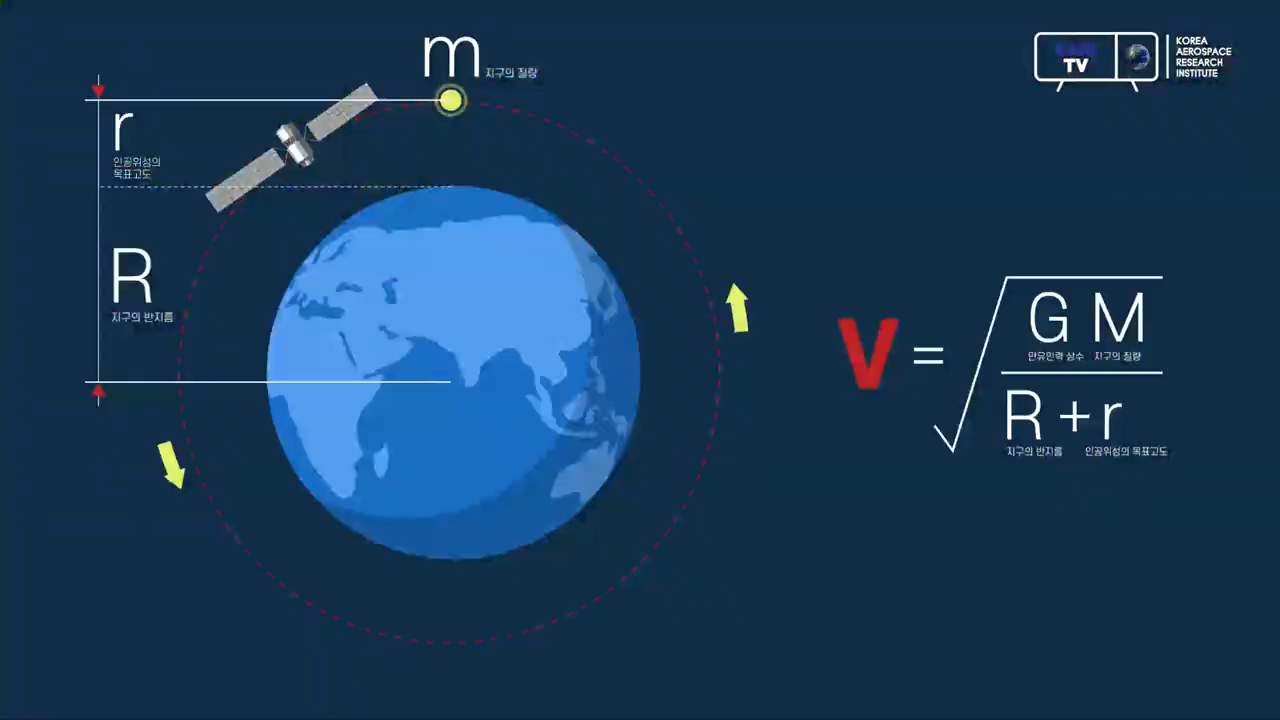 m 지구의 질량
r
인공위성의
목표고도
R
지구의 반지름
V = √
G M
만유인력 상수 지구의 질량
R + r
지구의 반지름 인공위성의 목표고도
TV
KOREA
AEROSPACE
RESEARCH
INSTITUTE